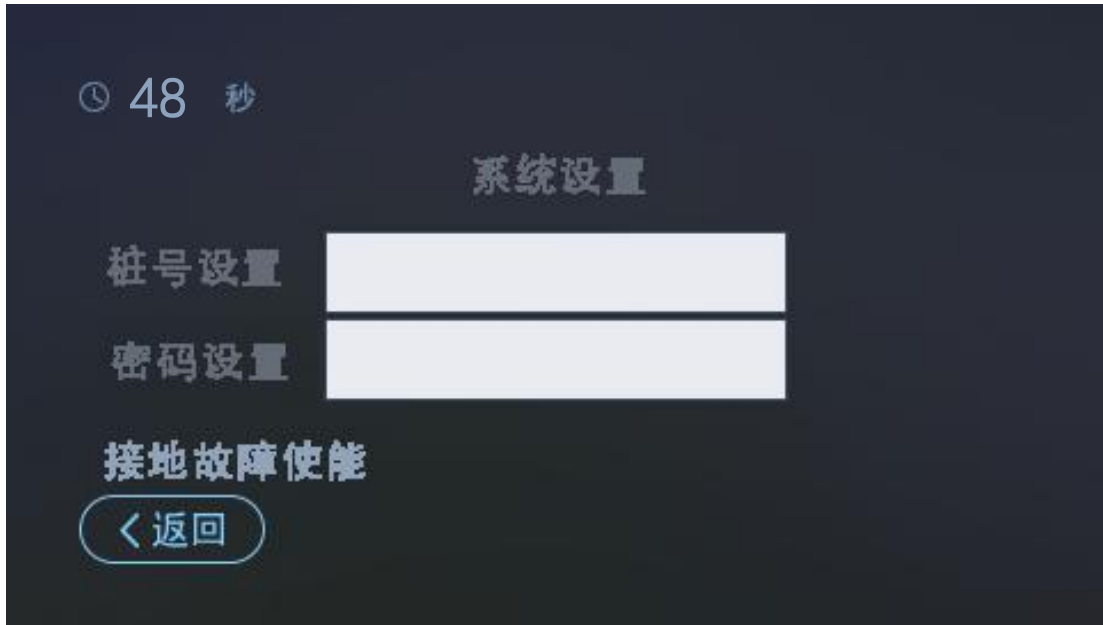 48 秒
系统设置
桩号设置
密码设置
接地故障使能
返回